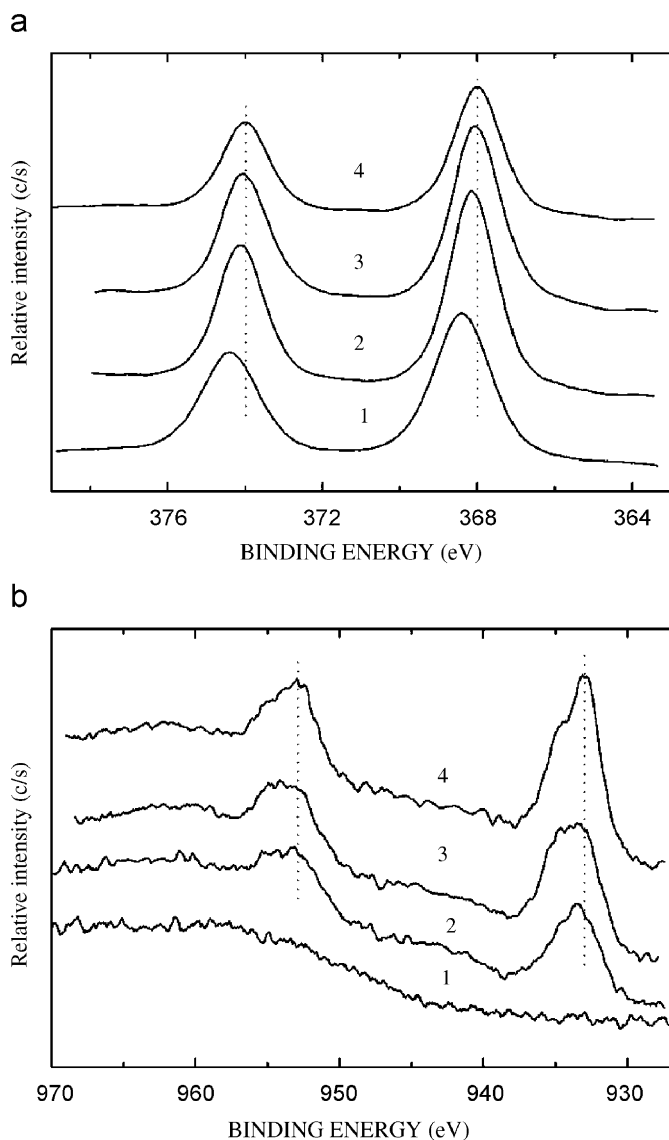 a
Relative intensity (c/s)
4
3
2
1
376 372 368 364
BINDING ENERGY (eV)
b
Relative intensity (c/s)
4
3
2
1
970 960 950 940 930
BINDING ENERGY (eV)